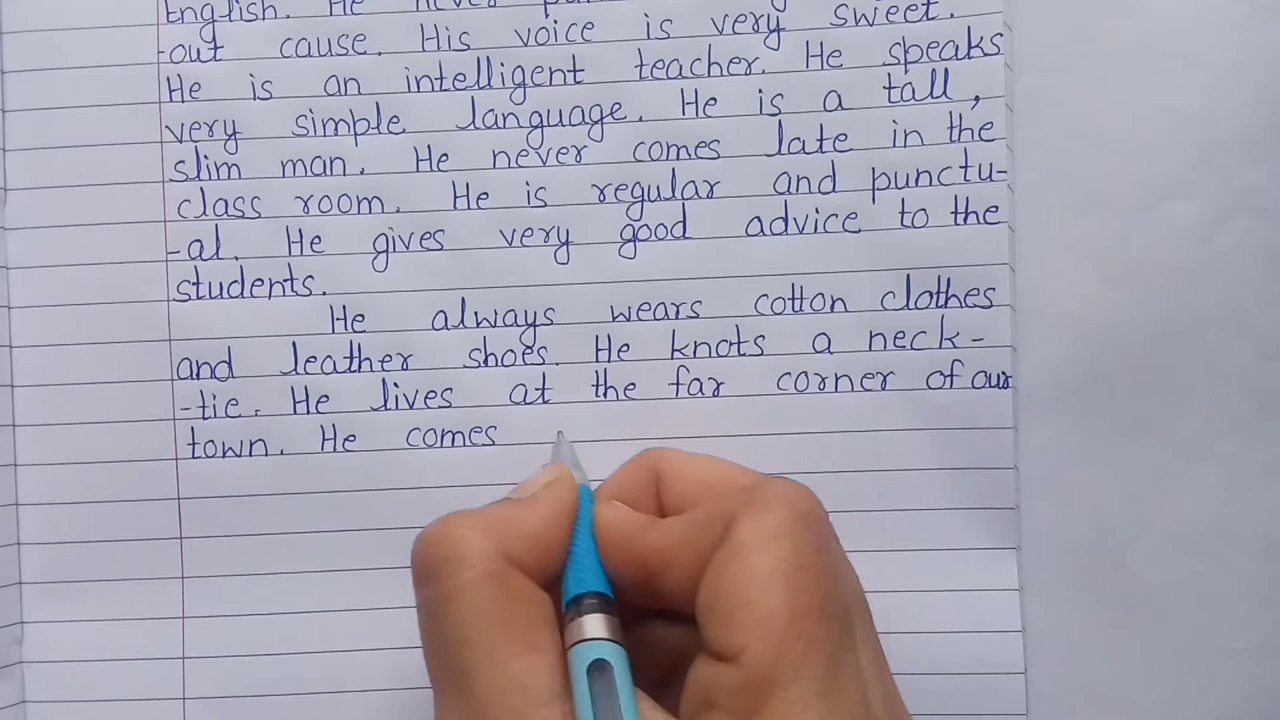 English. He never
-out cause. His voice is very sweet.
He is an intelligent teacher. He speaks
very simple language. He is a tall,
slim man. He never comes late in the
class room. He is regular and punctu-
-al. He gives very good advice to the
students.
He always wears cotton clothes
and leather shoes. He knots a neck-
-tie. He lives at the far corner of our
town. He comes